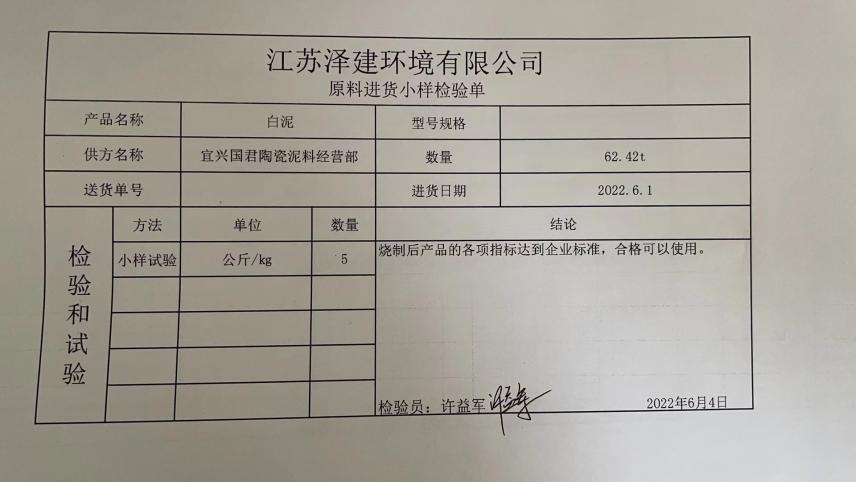 江苏泽建环境有限公司
原料进货小样检验单
产品名称 白泥 型号规格
供方名称 宜兴国君陶瓷泥料经营部 数量 62.42t
送货单号 进货日期 2022.6.1
检验和试验
方法 单位 数量 结论
小样试验 公斤/kg 5 烧制后产品的各项指标达到企业标准，合格可以使用。
检验员：许益军 许益军 2022年6月4日